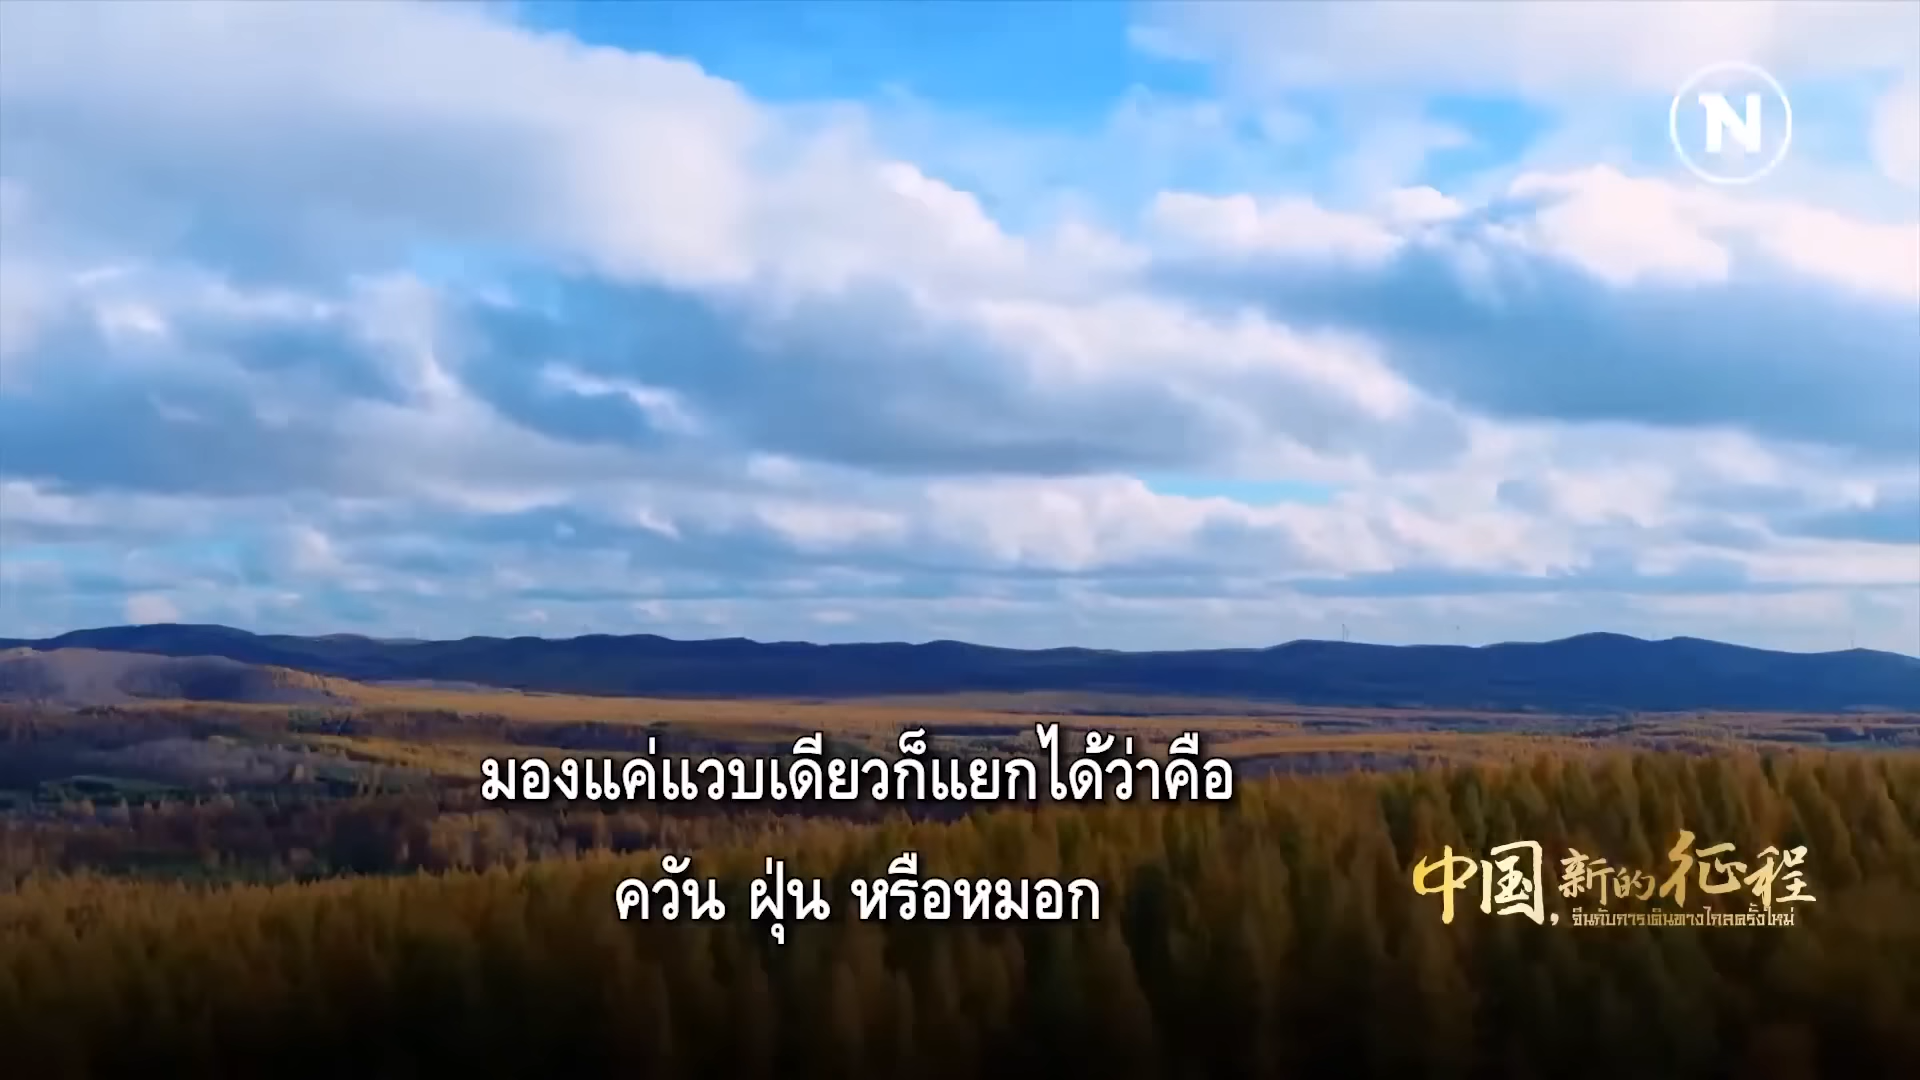 N
มองแค่แวบเดียวก็แยกได้ว่าคือ
ควัน ฝุ่น หรือหมอก
中国,新的征程
จีนกับการเดินทางไกลครั้งใหม่